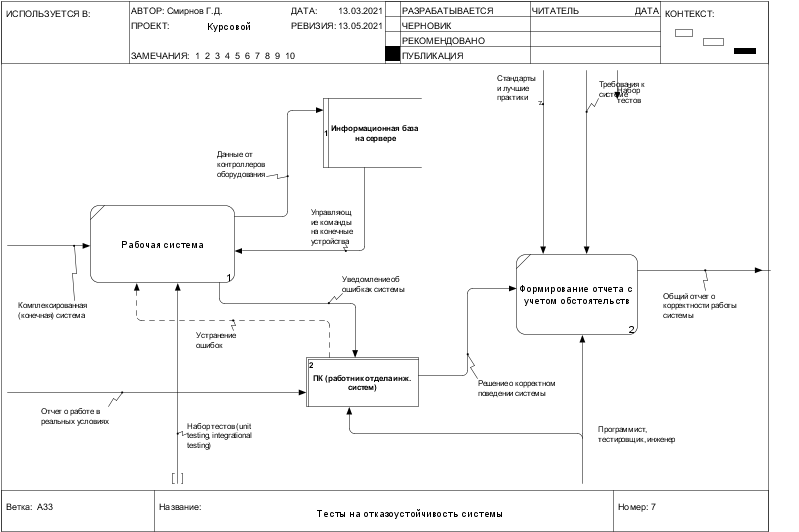 ИСПОЛЬЗУЕТСЯ В:
АВТОР: Смирнов Г.Д.
ДАТА: 13.03.2021
ПРОЕКТ: Курсовой
РЕВИЗИЯ: 13.05.2021
ЗАМЕЧАНИЯ: 1 2 3 4 5 6 7 8 9 10
РАЗРАБАТЫВАЕТСЯ
ЧЕРНОВИК
РЕКОМЕНДОВАНО
ПУБЛИКАЦИЯ
ЧИТАТЕЛЬ
ДАТА
КОНТЕКСТ:
Стандарты
и лучшие
практики
Требования к
системе
Набор
тестов
1
Информационная база
на сервере
Данные от
контроллеров
оборудования
Управляющ
ие команды
на конечные
устройства
Рабочая система
1
Комплексированная
(конечная) система
Уведомление об
ошибках системы
Формирование отчета с
учетом обстоятельств
2
Общий отчет о
корректности работы
системы
Устранение
ошибок
2
ПК (работник отдела инж.
систем)
Решение о корректном
поведении системы
Отчет о работе в
реальных условиях
Набор тестов (unit
testing, integrational
testing)
Программист,
тестировщик, инженер
Ветка: A33
Название:
Тесты на отказоустойчивость системы
Номер: 7